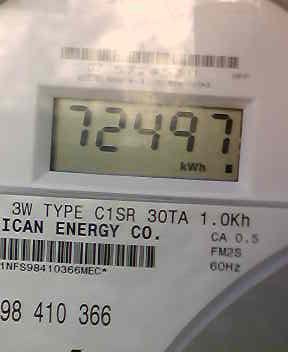 72497
kWh
3W TYPE C1SR 30TA 1.0Kh
ICAN ENERGY CO.
CA 0.5
FM2S
60Hz
1NFS98410366MEC*
98 410 366